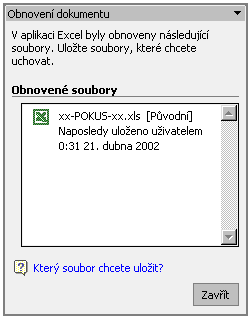 Obnovení dokumentu
V aplikaci Excel byly obnoveny následující
soubory. Uložte soubory, které chcete
uchovat.
Obnovené soubory
xx-POKUS-xx.xls [Původní]
Naposledy uloženo uživatelem
0:31 21. dubna 2002
Který soubor chcete uložit?
Zavřít